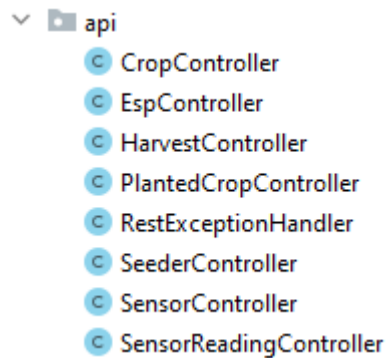 api
C CropController
C EspController
C HarvestController
C PlantedCropController
C RestExceptionHandler
C SeederController
C SensorController
C SensorReadingController